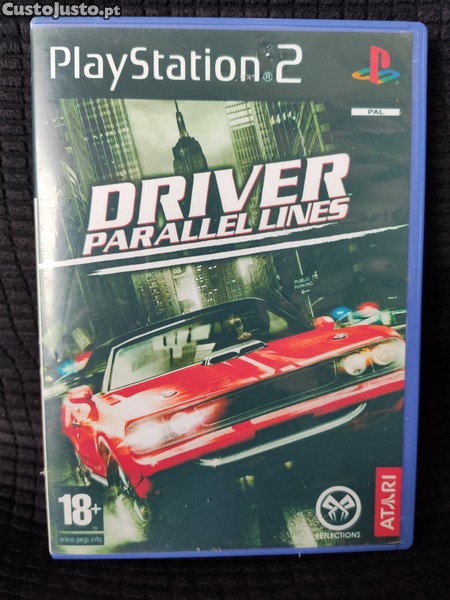 CustoJusto.pt
PlayStation®2
PAL
DRIVER
PARALLEL LINES
PUBLIC
PARKING
18+
www.pegi.info
REFLECTIONS
ATARI